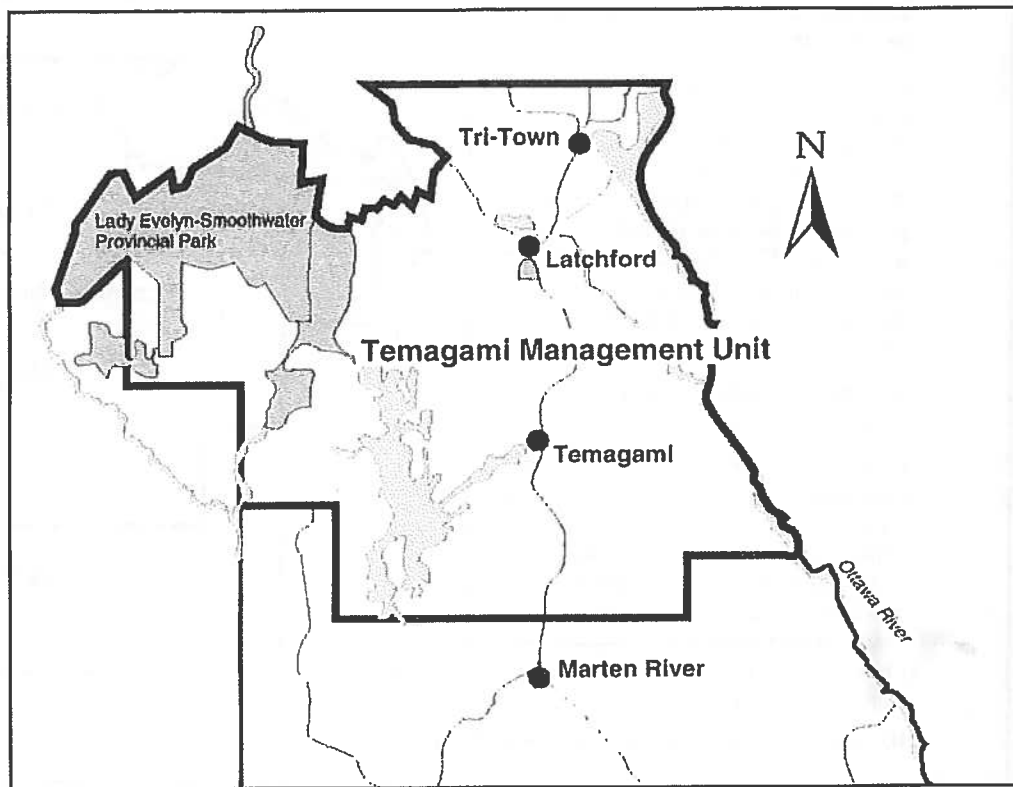 Tri-Town
N
Lady Evelyn-Smoothwater
Provincial Park
Latchford
Temagami Management Unit
Temagami
Ottawa River
Marten River